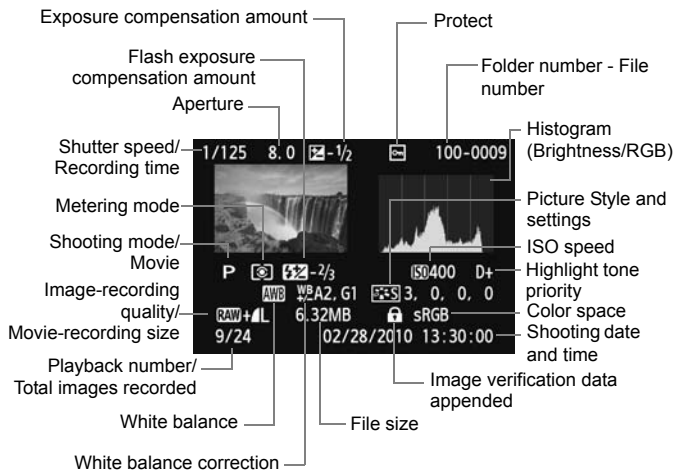 Exposure compensation amount
Protect
Flash exposure
compensation amount
Folder number - File
number
Aperture
Histogram
(Brightness/RGB)
Shutter speed/
Recording time
1/125 8.0 -1/2 100-0009
Metering mode
Picture Style and
settings
Shooting mode/
Movie
ISO speed
P -2/3 ISO400 D+
Highlight tone
priority
Image-recording
quality/
Movie-recording size
AWB WB A2, G1 S 3, 0, 0, 0
RAW+L 6.32MB sRGB
Color space
9/24 02/28/2010 13:30:00
Shooting date
and time
Playback number/
Total images recorded
Image verification data
appended
White balance
File size
White balance correction